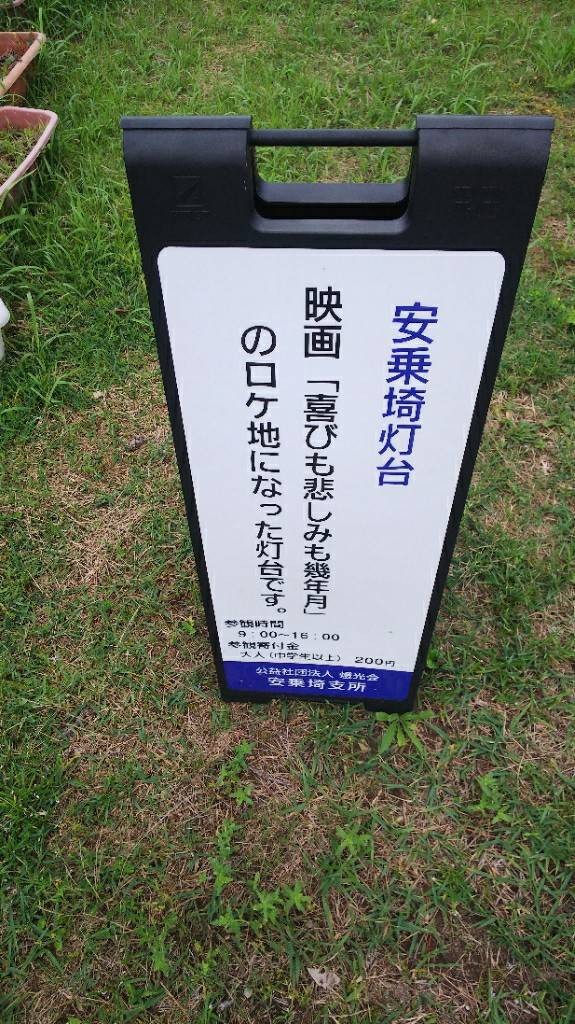 安乗埼灯台
映画「喜びも悲しみも幾年月」
のロケ地になった灯台です。
参観時間
9：00～16：00
参観寄付金
大人（中学生以上） 200円
公益社団法人 燈光会
安乗埼支所